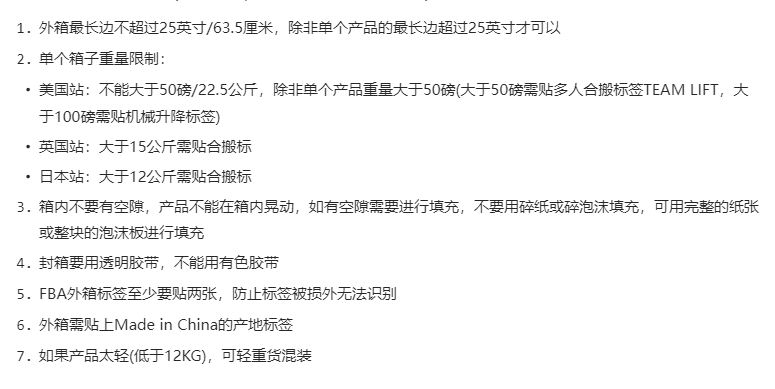 1. 外箱最长边不超过25英寸/63.5厘米，除非单个产品的最长边超过25英寸才可以
2. 单个箱子重量限制：
• 美国站：不能大于50磅/22.5公斤，除非单个产品重量大于50磅(大于50磅需贴多人合搬标签TEAM LIFT，大
于100磅需贴机械升降标签)
• 英国站：大于15公斤需贴合搬标
• 日本站：大于12公斤需贴合搬标
3. 箱内不要有空隙，产品不能在箱内晃动，如有空隙需要进行填充，不要用碎纸或碎泡沫填充，可用完整的纸张
或整块的泡沫板进行填充
4. 封箱要用透明胶带，不能用有色胶带
5. FBA外箱标签至少要贴两张，防止标签被损外无法识别
6. 外箱需贴上Made in China的产地标签
7. 如果产品太轻(低于12KG)，可轻重货混装